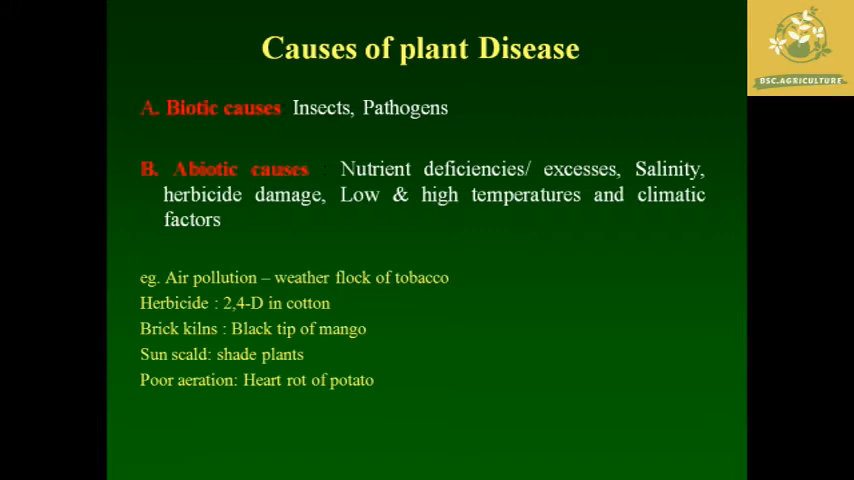 Causes of plant Disease
BSC.AGRICULTURE
A. Biotic causes Insects, Pathogens
B. Abiotic causes : Nutrient deficiencies/ excesses, Salinity,
herbicide damage, Low & high temperatures and climatic
factors
eg. Air pollution – weather flock of tobacco
Herbicide : 2,4-D in cotton
Brick kilns : Black tip of mango
Sun scald: shade plants
Poor aeration: Heart rot of potato